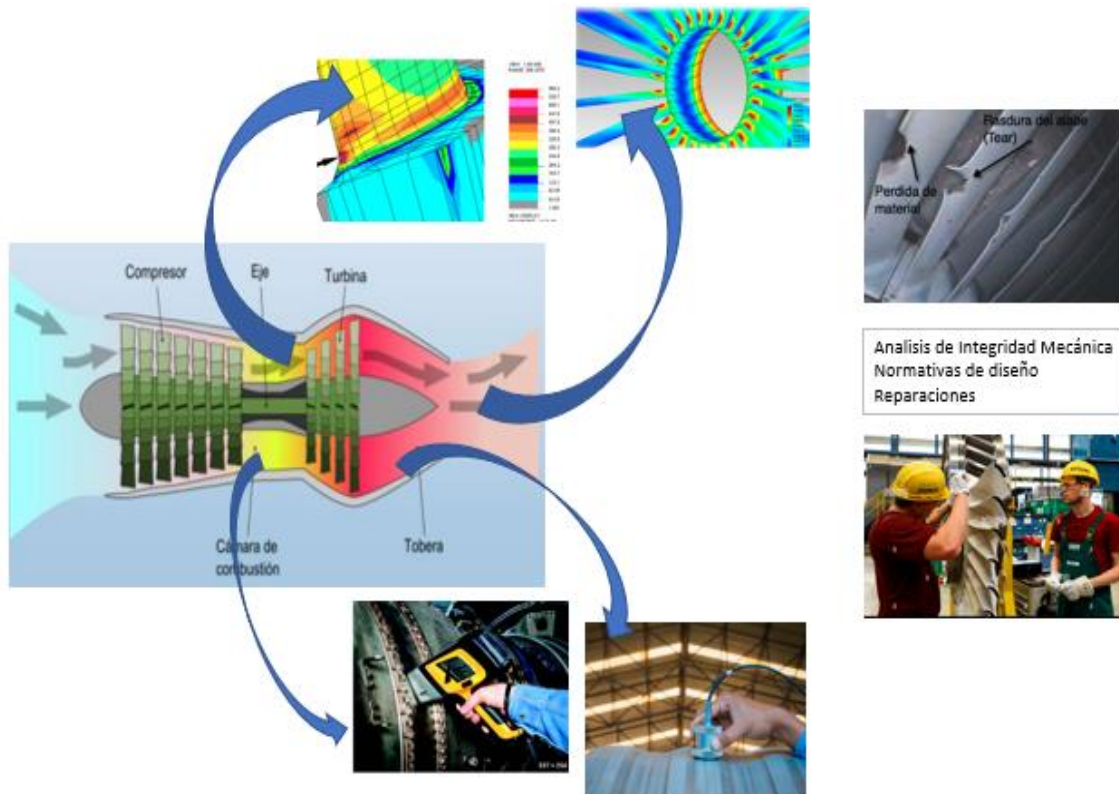 Rasdura del alabe
(Tear)
Perdida de
material
Compresor
Eje
Turbina
Cámara de
combustión
Tobera
Analisis de Integridad Mecánica
Normativas de diseño
Reparaciones